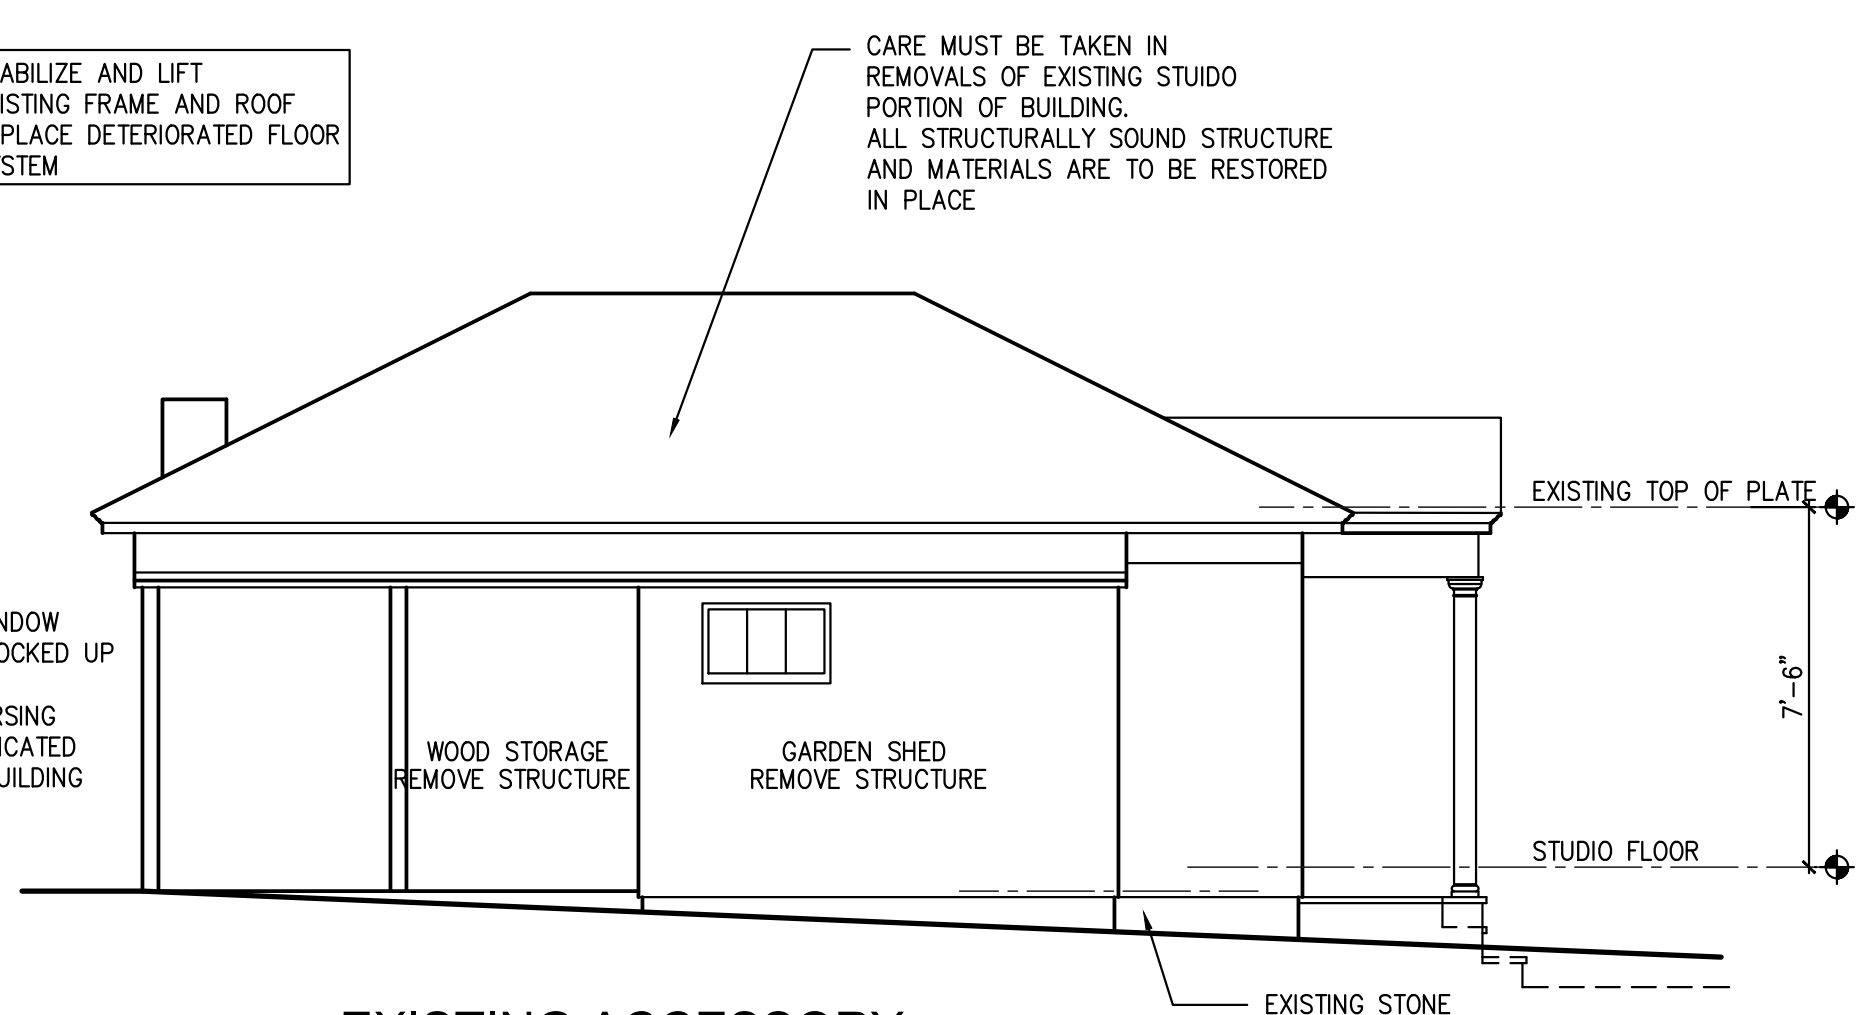 ABILIZE AND LIFT
ISTING FRAME AND ROOF
PLACE DETERIORATED FLOOR
STEM
CARE MUST BE TAKEN IN
REMOVALS OF EXISTING STUIDO
PORTION OF BUILDING.
ALL STRUCTURALLY SOUND STRUCTURE
AND MATERIALS ARE TO BE RESTORED
IN PLACE
EXISTING TOP OF PLATE
NDOW
OCKED UP
RSING
ICATED
UILDING
WOOD STORAGE
REMOVE STRUCTURE
GARDEN SHED
REMOVE STRUCTURE
7'-6"
STUDIO FLOOR
EXISTING STONE
EXISTING ACCESSORY